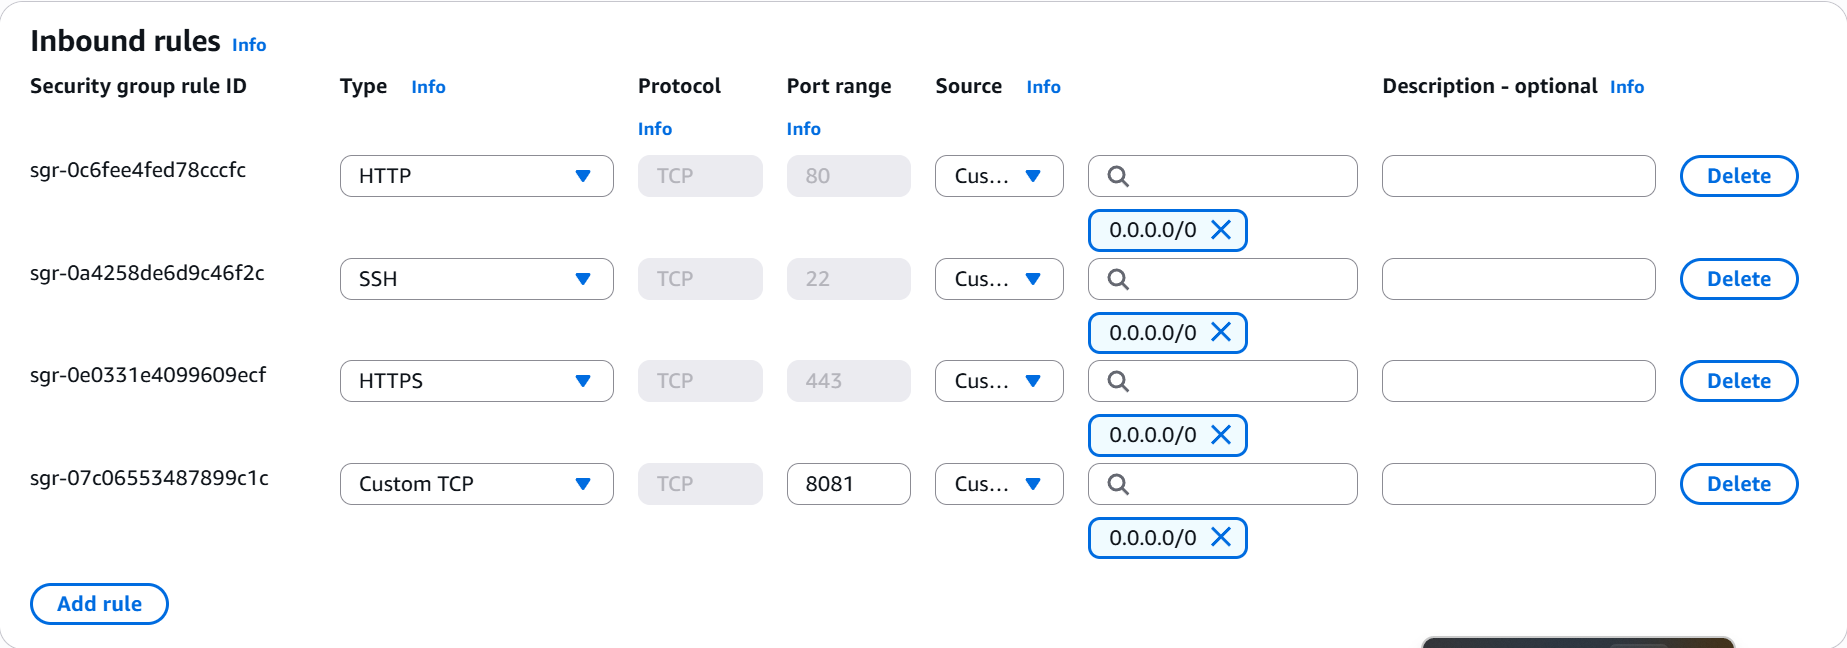 Inbound rules Info
Security group rule ID Type Info Protocol Port range Source Info Description - optional Info
Info Info
sgr-0c6fee4fed78cccfc HTTP TCP 80 Cus... Delete
0.0.0.0/0
sgr-0a4258de6d9c46f2c SSH TCP 22 Cus... Delete
0.0.0.0/0
sgr-0e0331e4099609ecf HTTPS TCP 443 Cus... Delete
0.0.0.0/0
sgr-07c06553487899c1c Custom TCP TCP 8081 Cus... Delete
0.0.0.0/0
Add rule